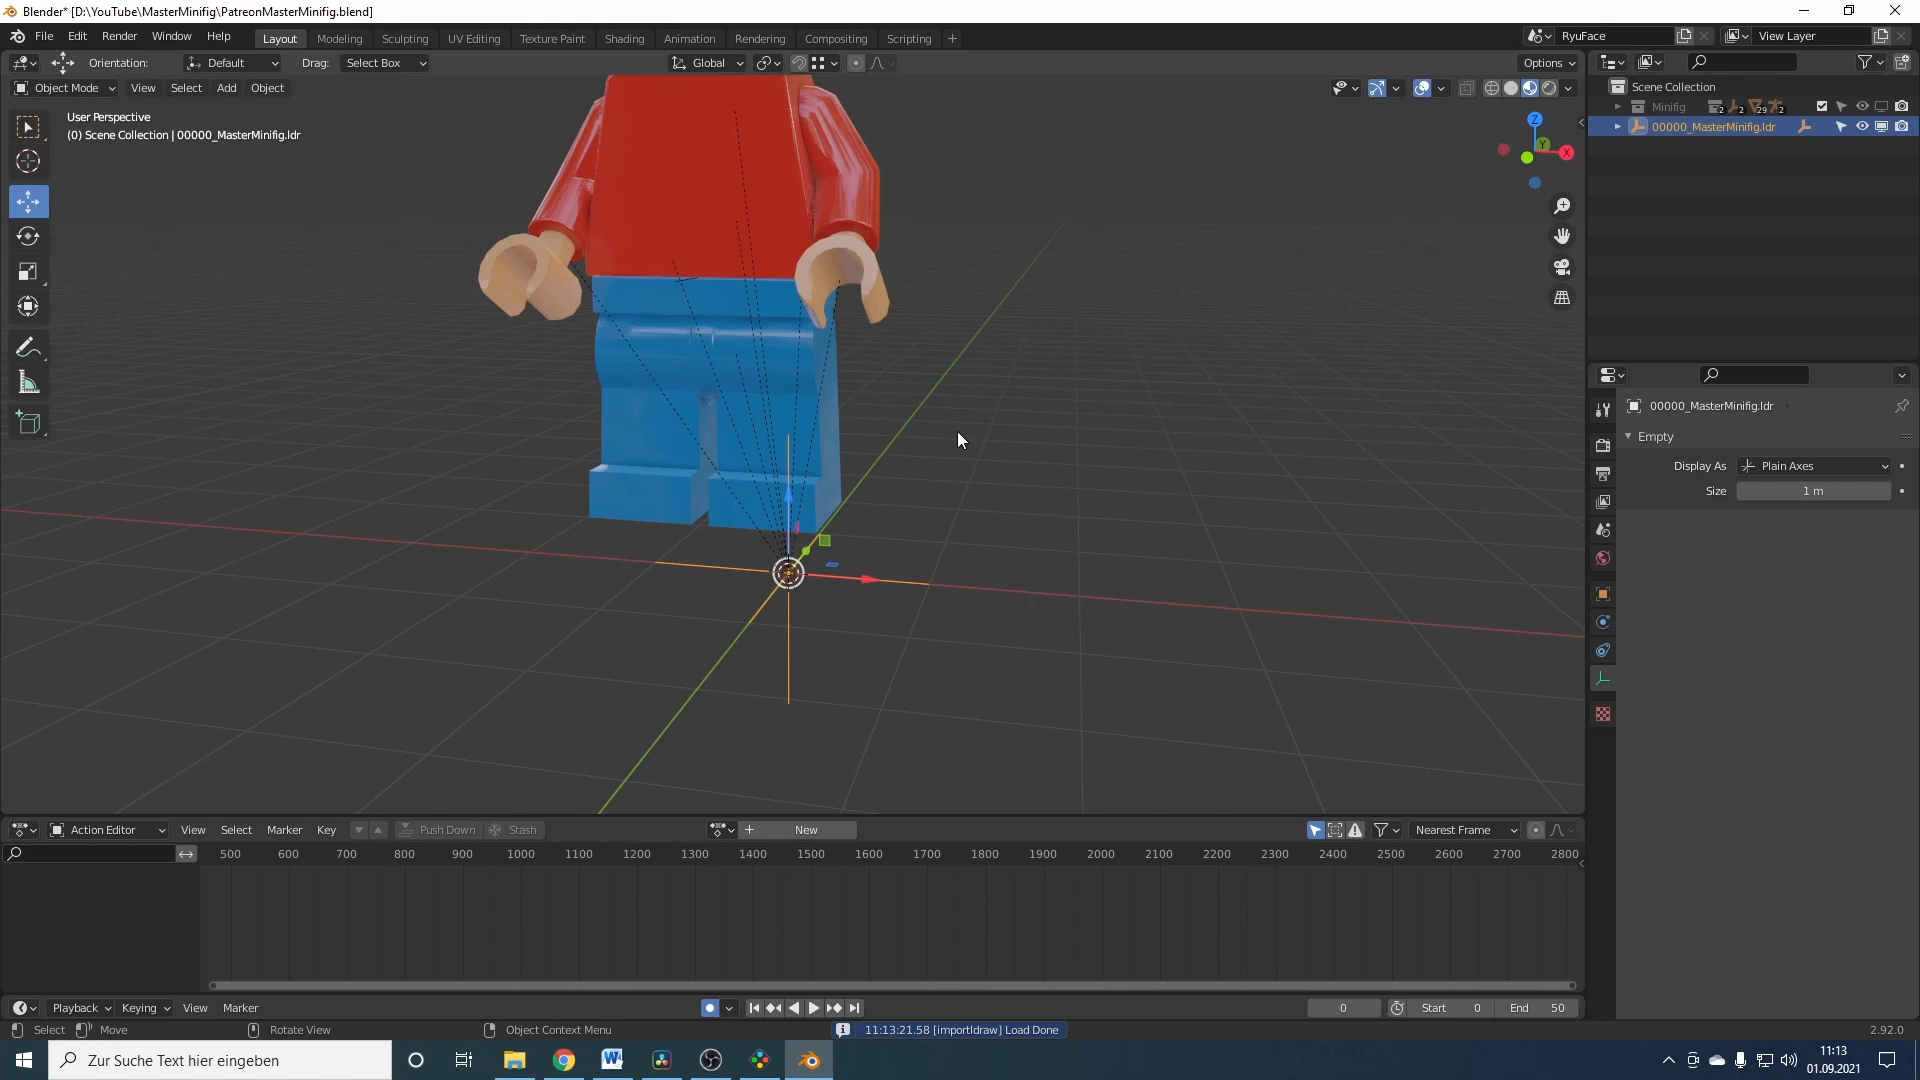 Blender* [D:\YouTube\MasterMinifig\PatreonMasterMinifig.blend]
File Edit Render Window Help
Layout Modeling Sculpting UV Editing Texture Paint Shading Animation Rendering Compositing Scripting
RyuFace
View Layer
Orientation: Default Drag: Select Box
Global
Options
Object Mode View Select Add Object
User Perspective
(0) Scene Collection | 00000_MasterMinifig.ldr
Z
Y
X
Scene Collection
Minifig 2 2 29 2
00000_MasterMinifig.ldr
00000_MasterMinifig.ldr
Empty
Display As Plain Axes
Size 1 m
Action Editor View Select Marker Key Push Down Stash
New
Nearest Frame
500 600 700 800 900 1000 1100 1200 1300 1400 1500 1600 1700 1800 1900 2000 2100 2200 2300 2400 2500 2600 2700 2800
Playback Keying View Marker
0 Start 0 End 50
Select Move Rotate View Object Context Menu
11:13:21.58 [importldraw] Load Done
2.92.0
Zur Suche Text hier eingeben
11:13
01.09.2021